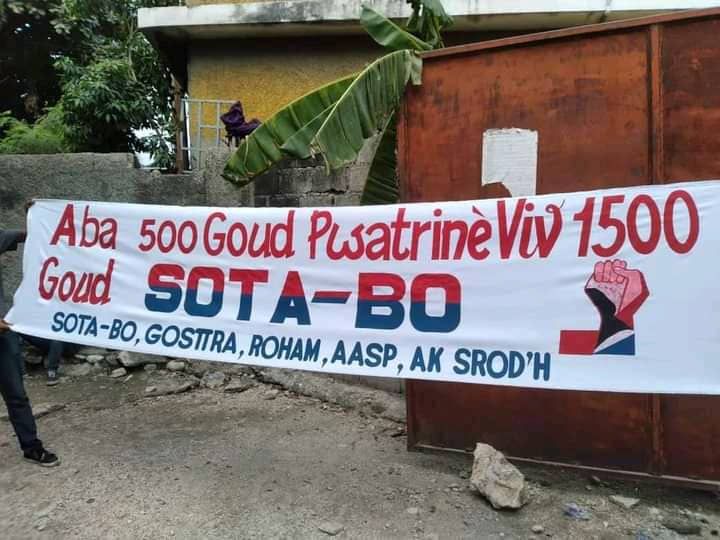 Aba 500 Goud Pwatrinè Viv 1500
Goud SOTA-BO
SOTA-BO, GOSTTRA, ROHAM, AASP, AK SROD'H